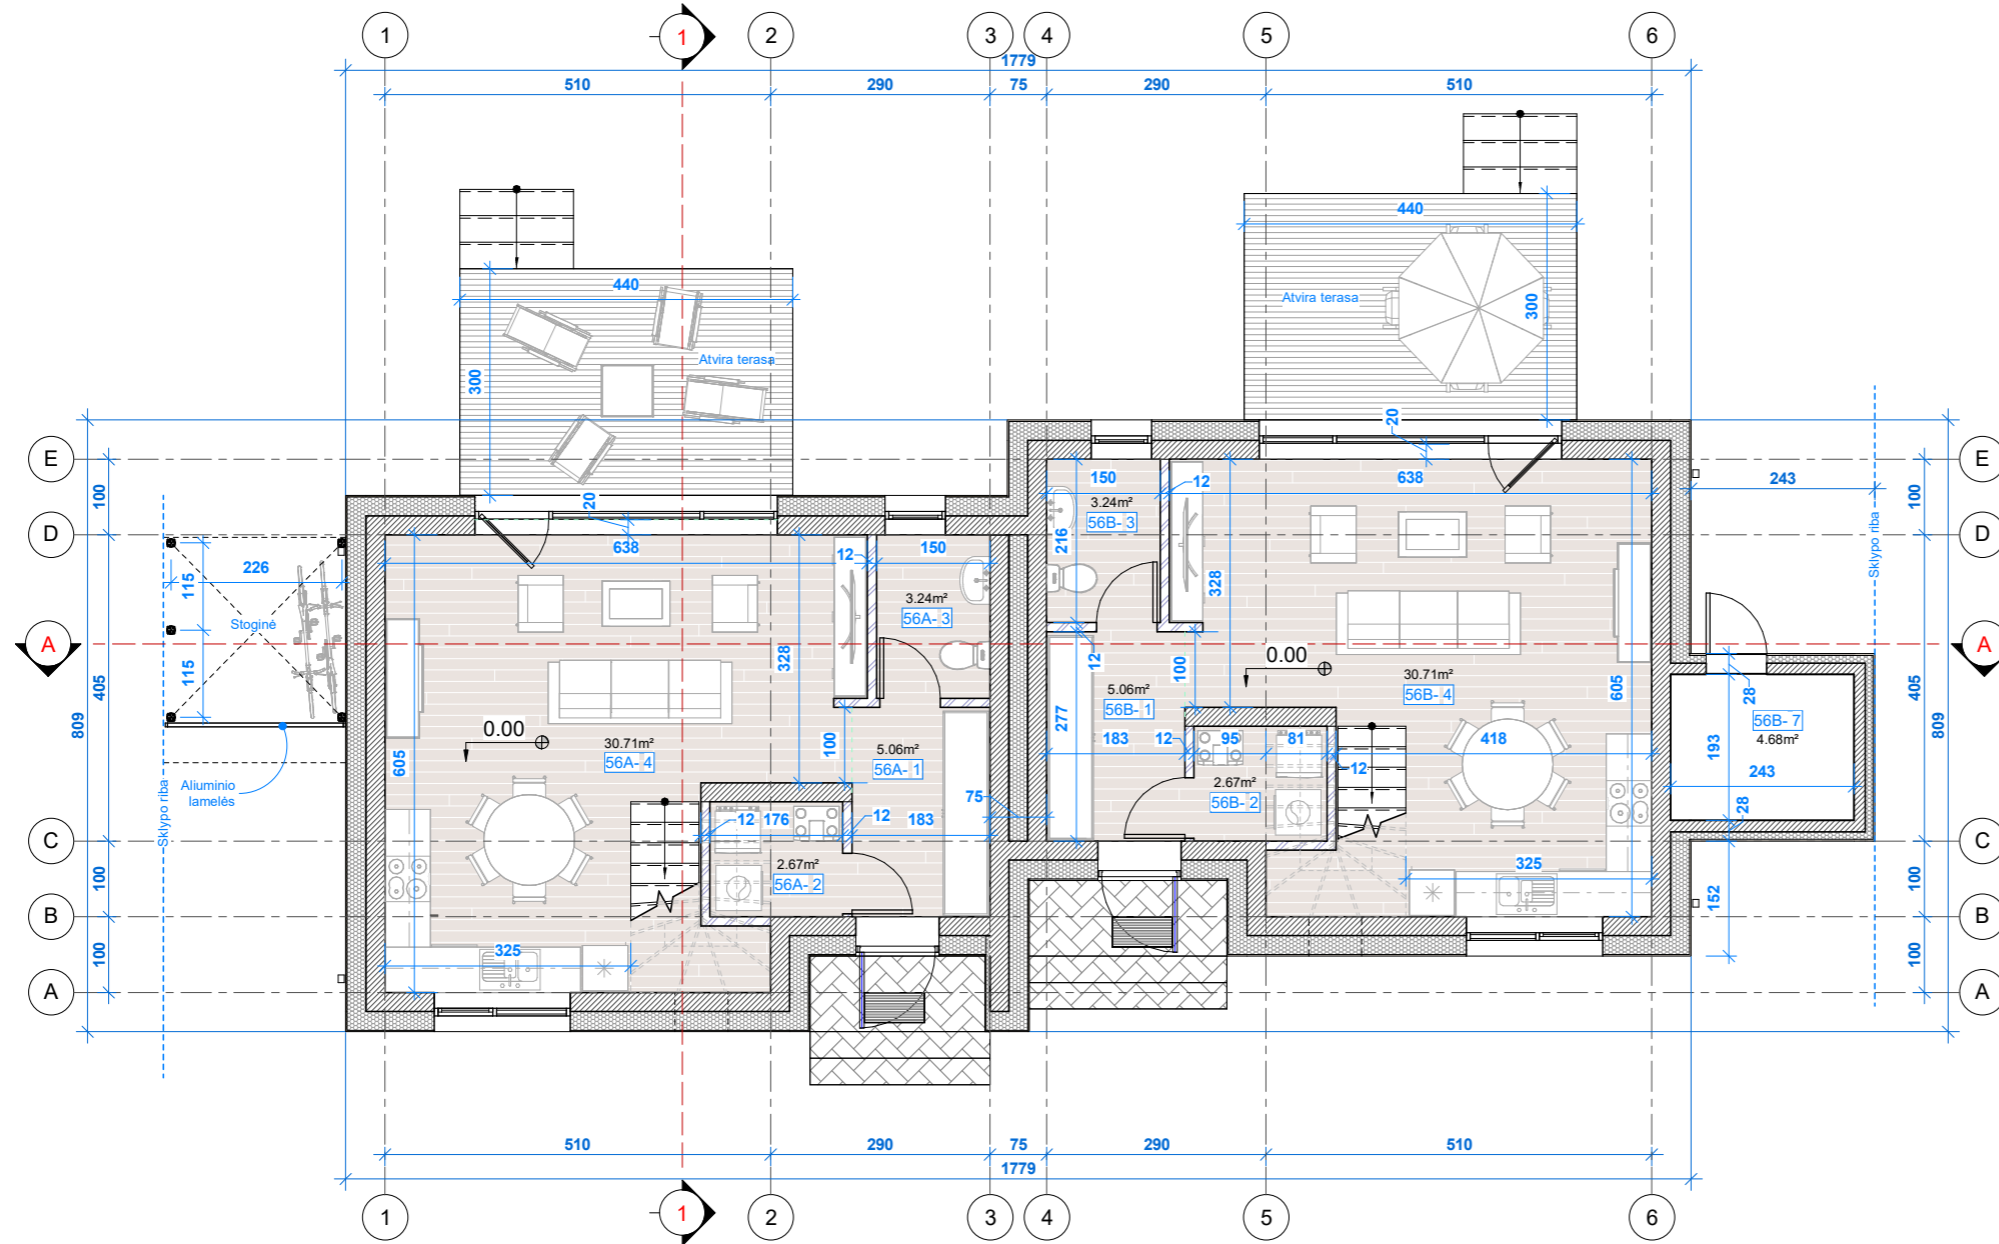 1
1
2
3
4
5
6
1779
510
290
75
290
510
440
Atvira terasa
300
440
Atvira terasa
300
20
20
E
100
D
405
809
C
100
B
100
A
A
E
100
D
405
809
C
100
B
100
A
A
243
Sklypo riba
226
115
115
Stoginė
Aliuminio
lamelės
Sklypo riba
638
12
150
3.24m²
56A- 3
328
0.00
30.71m²
56A- 4
605
100
5.06m²
56A- 1
12
176
12
183
2.67m²
56A- 2
325
75
150
12
638
3.24m²
56B- 3
216
328
12
100
0.00
30.71m²
56B- 4
605
5.06m²
56B- 1
277
183
12
95
81
12
418
2.67m²
56B- 2
325
28
56B- 7
4.68m²
193
243
28
152
510
290
75
290
510
1779
1
1
2
3
4
5
6